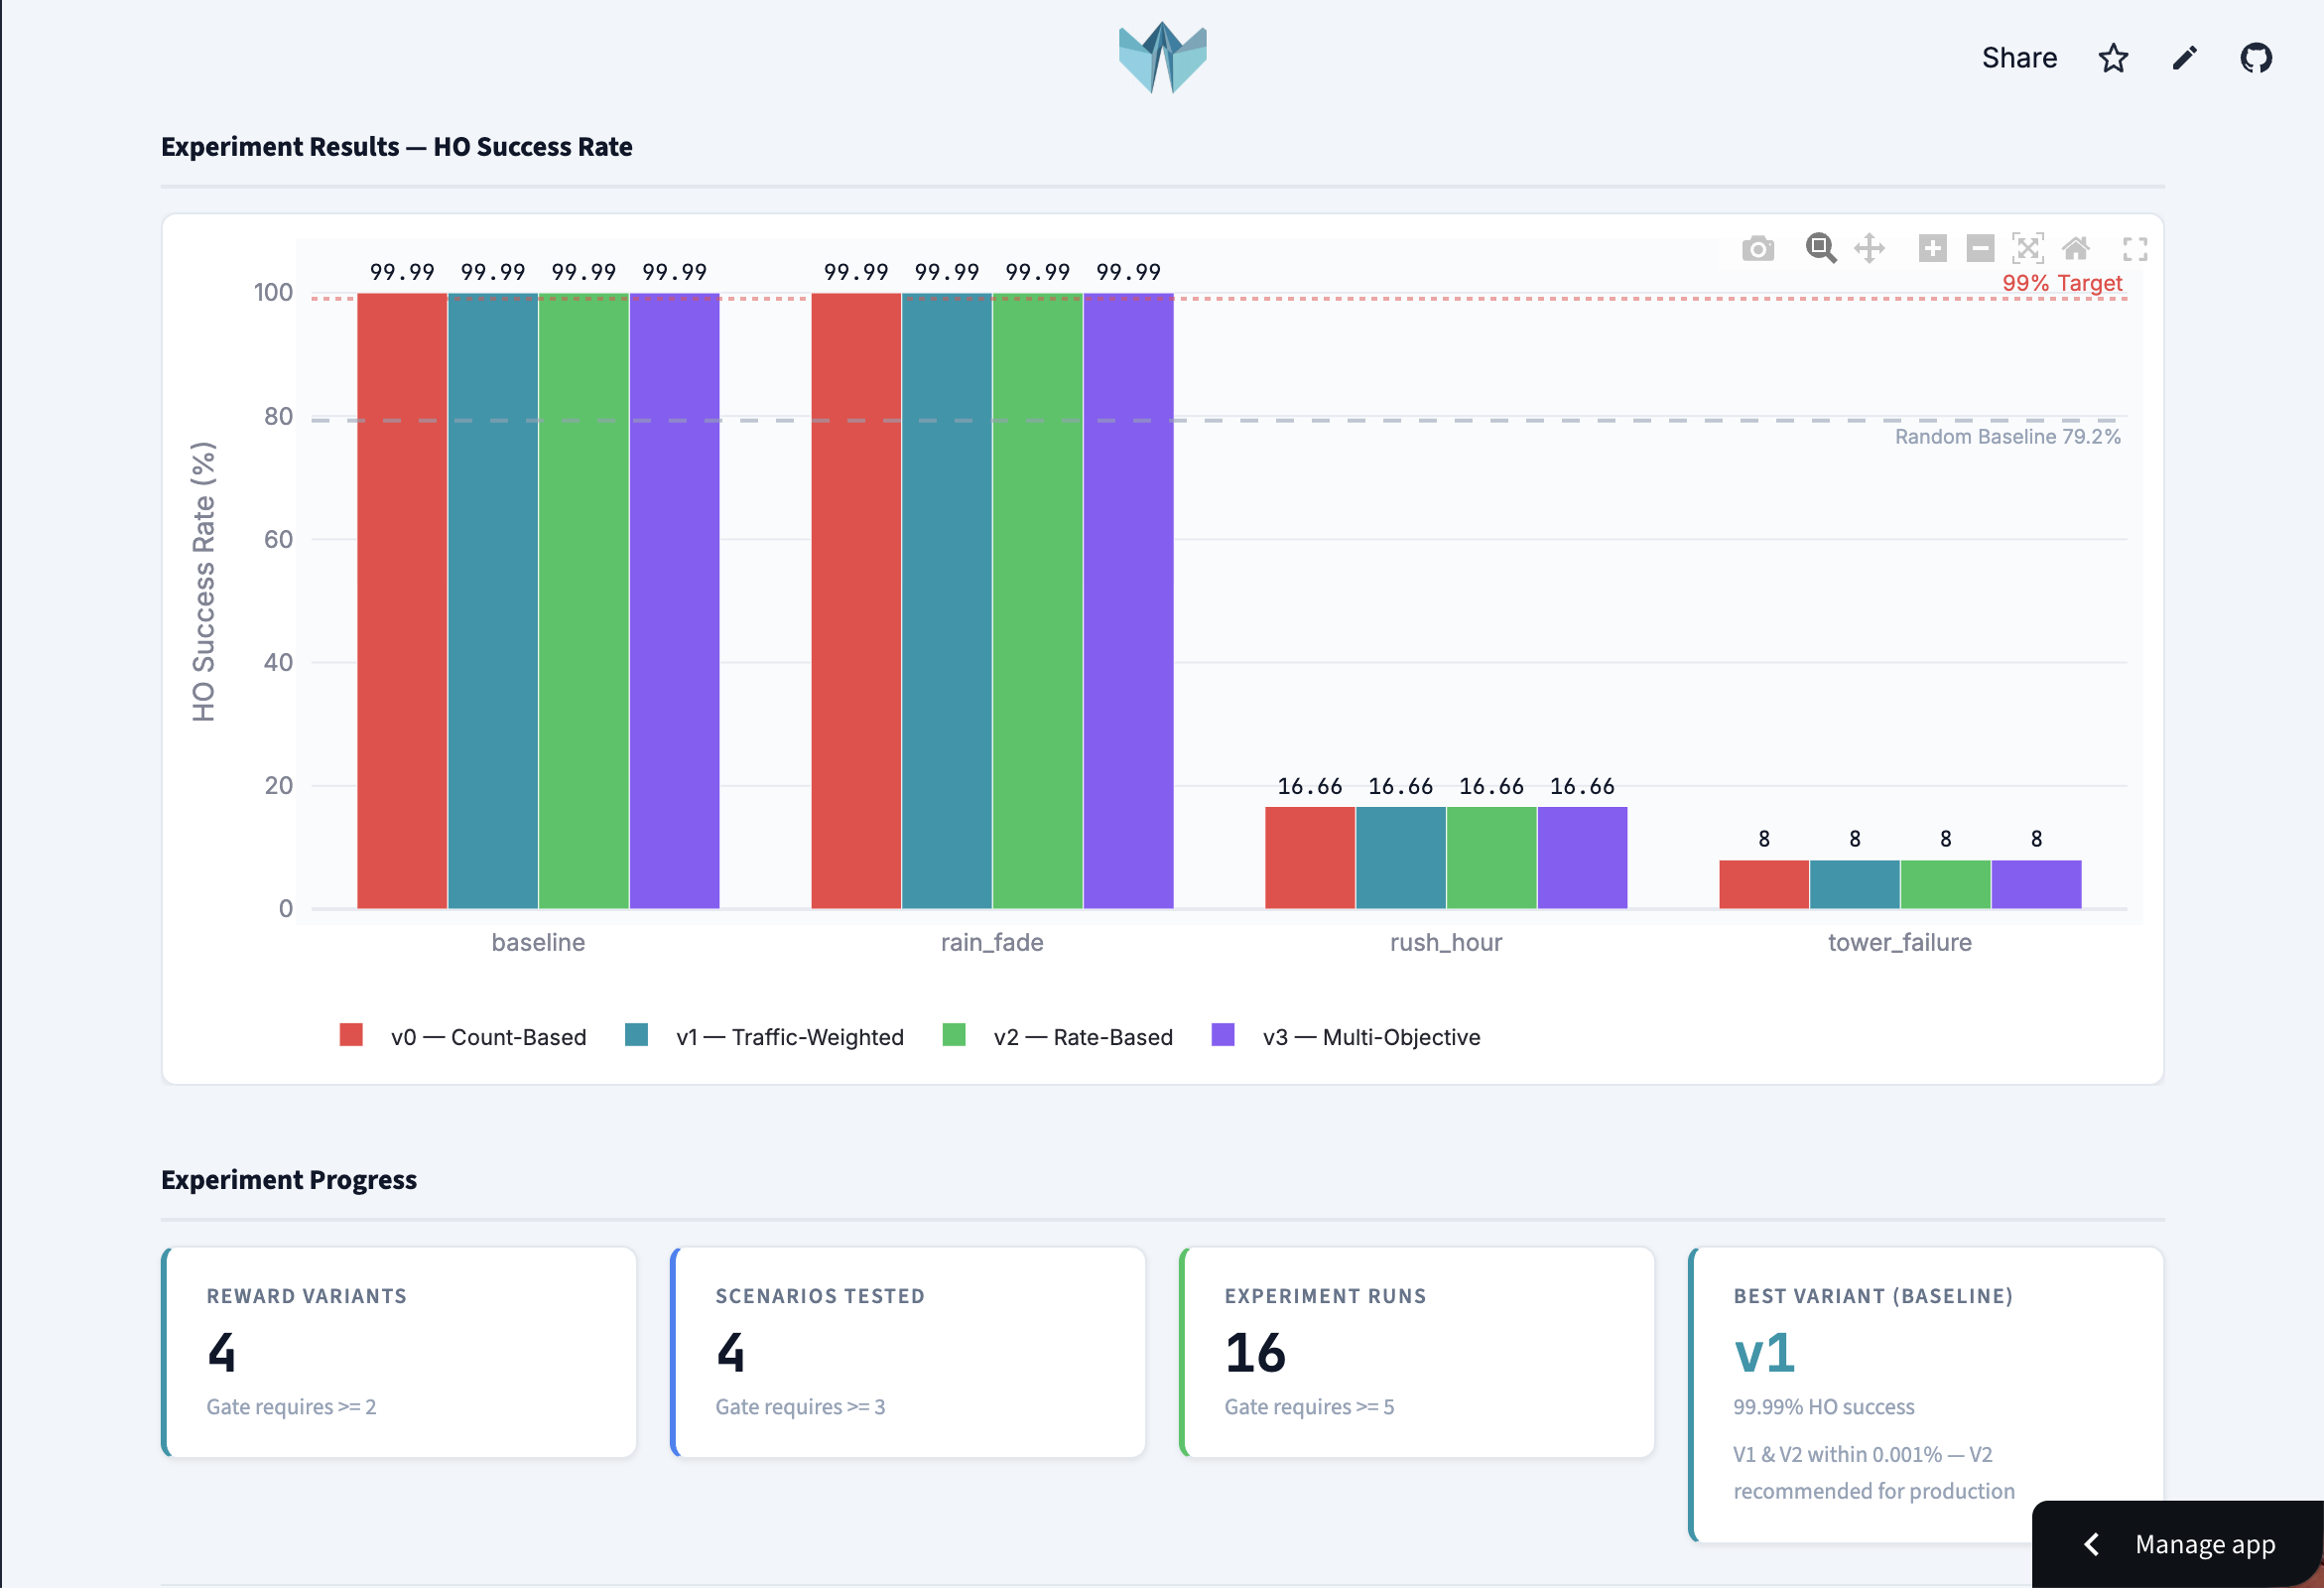 Share
Experiment Results — HO Success Rate
99.99 99.99 99.99 99.99 99.99 99.99 99.99 99.99
99% Target
100
80
Random Baseline 79.2%
60
40
20
0
HO Success Rate (%)
16.66 16.66 16.66 16.66
8 8 8 8
baseline rain_fade rush_hour tower_failure
v0 — Count-Based v1 — Traffic-Weighted v2 — Rate-Based v3 — Multi-Objective
Experiment Progress
REWARD VARIANTS
4
Gate requires >= 2
SCENARIOS TESTED
4
Gate requires >= 3
EXPERIMENT RUNS
16
Gate requires >= 5
BEST VARIANT (BASELINE)
v1
99.99% HO success
V1 & V2 within 0.001% — V2
recommended for production
Manage app